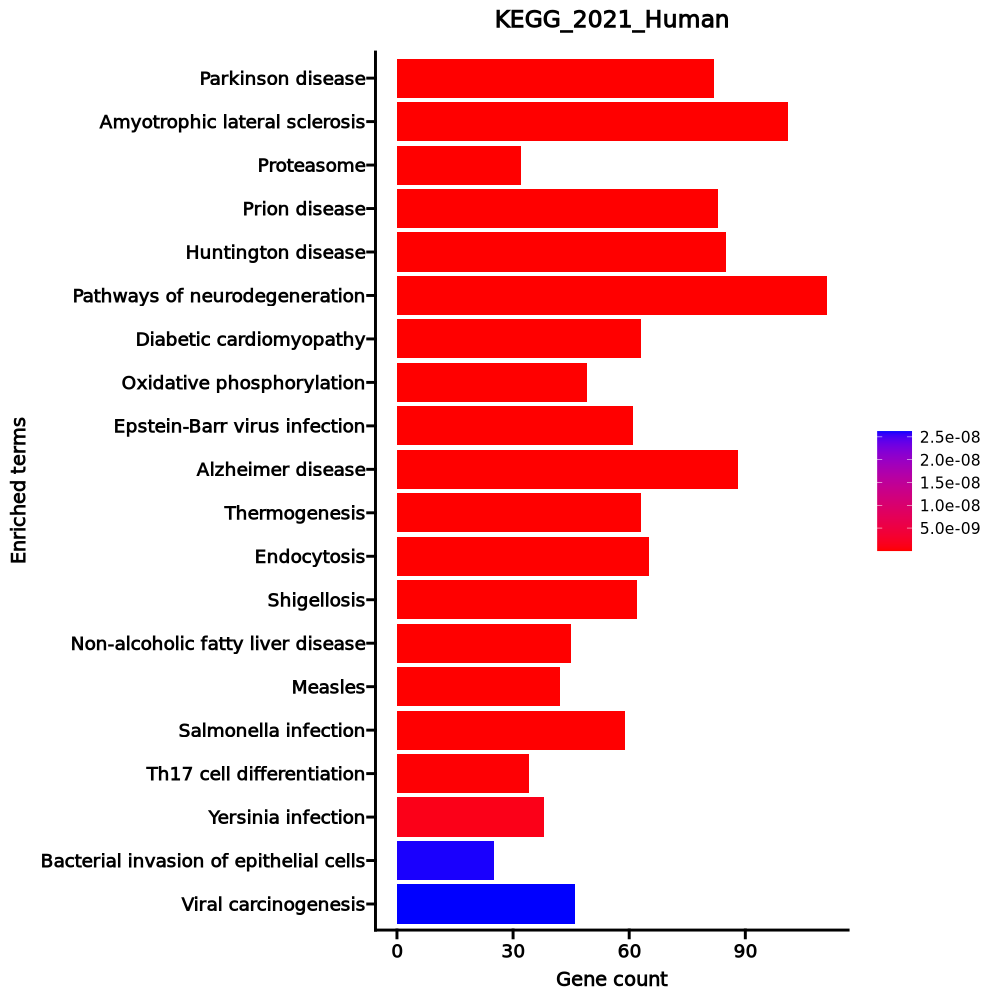 KEGG_2021_Human
Parkinson disease
Amyotrophic lateral sclerosis
Proteasome
Prion disease
Huntington disease
Pathways of neurodegeneration
Diabetic cardiomyopathy
Oxidative phosphorylation
Epstein-Barr virus infection
Alzheimer disease
Thermogenesis
Endocytosis
Shigellosis
Non-alcoholic fatty liver disease
Measles
Salmonella infection
Th17 cell differentiation
Yersinia infection
Bacterial invasion of epithelial cells
Viral carcinogenesis
Enriched terms
0 30 60 90
Gene count
2.5e-08
2.0e-08
1.5e-08
1.0e-08
5.0e-09